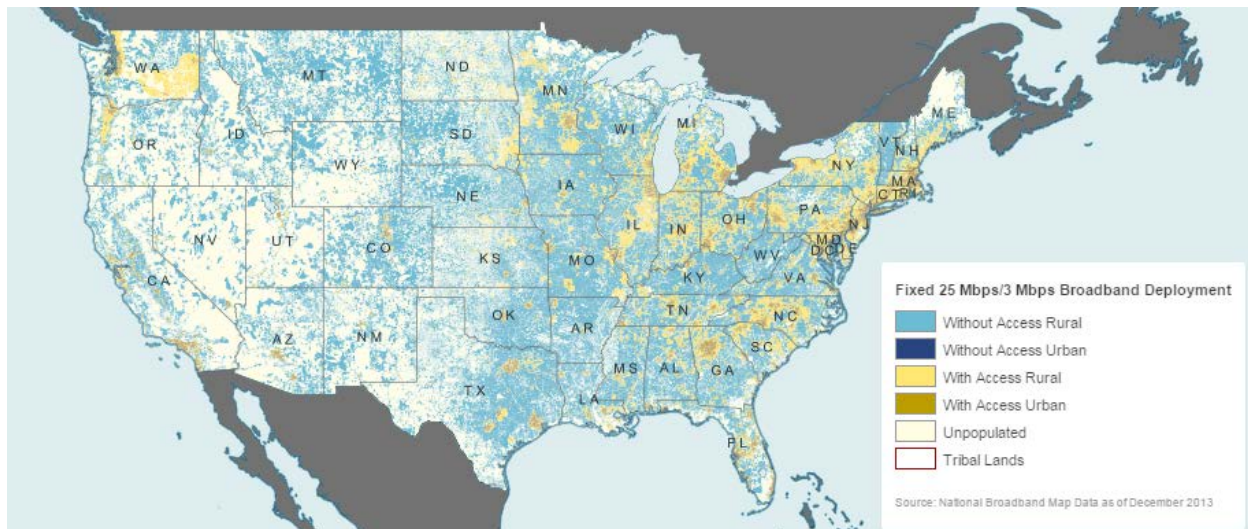 WA
MT
ND
MN
ME
OR
ID
SD
WI
MI
VT
NH
WY
NY
MA
IA
NE
CT
RI
PA
NV
UT
IL
IN
OH
NJ
CO
MD
DC
DE
KS
MO
WV
CA
KY
VA
TN
NC
OK
AZ
NM
AR
SC
MS
AL
GA
TX
LA
FL
Fixed 25 Mbps/3 Mbps Broadband Deployment
Without Access Rural
Without Access Urban
With Access Rural
With Access Urban
Unpopulated
Tribal Lands
Source: National Broadband Map Data as of December 2013